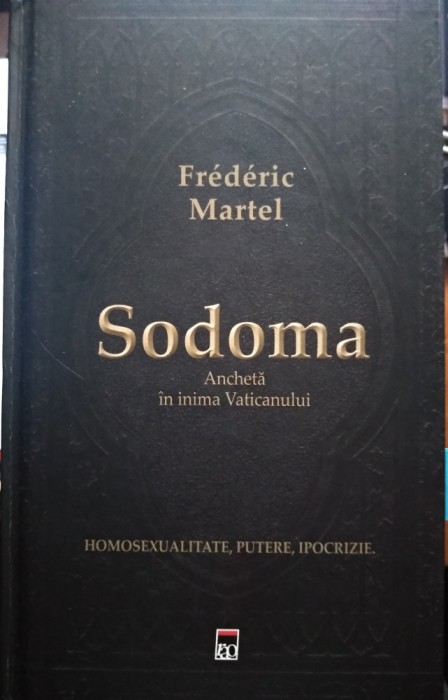 Frédéric
Martel
Sodoma
Anchetă
în inima Vaticanului
HOMOSEXUALITATE, PUTERE, IPOCRIZIE.
rao